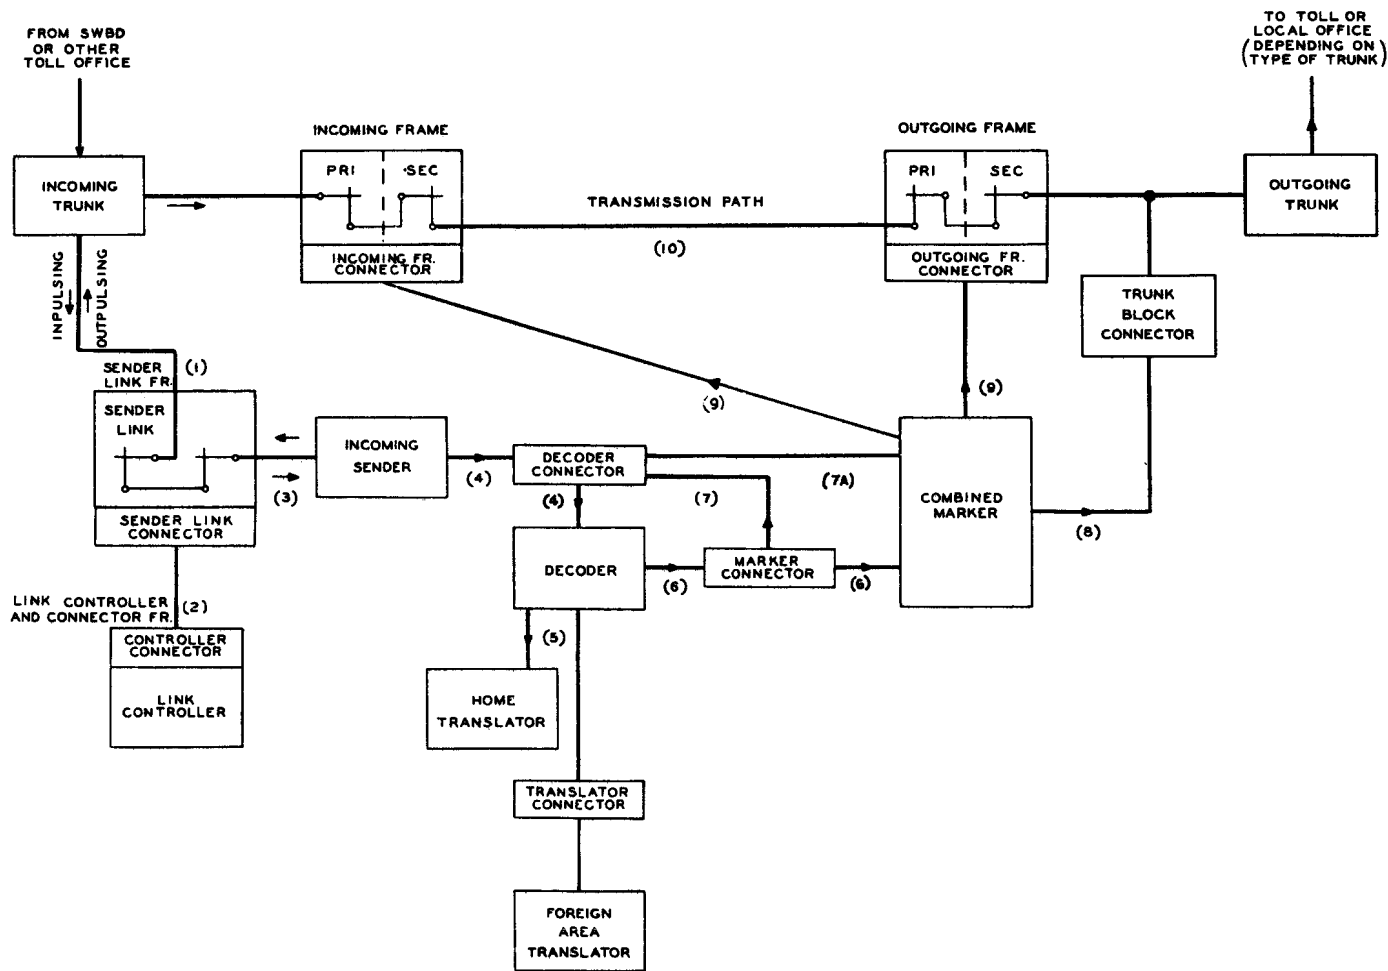 FROM SWBD
OR OTHER
TOLL OFFICE
TO TOLL OR
LOCAL OFFICE
(DEPENDING ON
TYPE OF TRUNK)
INCOMING
TRUNK
INCOMING FRAME
PRI
SEC
INCOMING FR.
CONNECTOR
TRANSMISSION PATH
(10)
OUTGOING FRAME
PRI
SEC
OUTGOING FR.
CONNECTOR
OUTGOING
TRUNK
TRUNK
BLOCK
CONNECTOR
INPULSING
OUTPULSING
(1)
SENDER
LINK FR.
SENDER
LINK
SENDER LINK
CONNECTOR
(3)
INCOMING
SENDER
(4)
DECODER
CONNECTOR
(4)
(7)
(7A)
(9)
(9)
COMBINED
MARKER
(8)
DECODER
(6)
MARKER
CONNECTOR
(6)
LINK CONTROLLER
AND CONNECTOR FR.
(2)
CONTROLLER
CONNECTOR
LINK
CONTROLLER
(5)
HOME
TRANSLATOR
TRANSLATOR
CONNECTOR
FOREIGN
AREA
TRANSLATOR